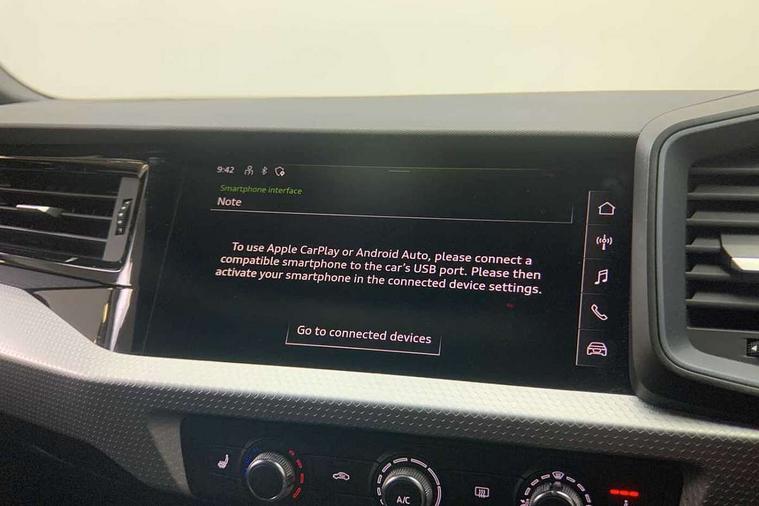 9:42
Smartphone interface
Note
To use Apple CarPlay or Android Auto, please connect a
compatible smartphone to the car's USB port. Please then
activate your smartphone in the connected device settings.
Go to connected devices
A/C